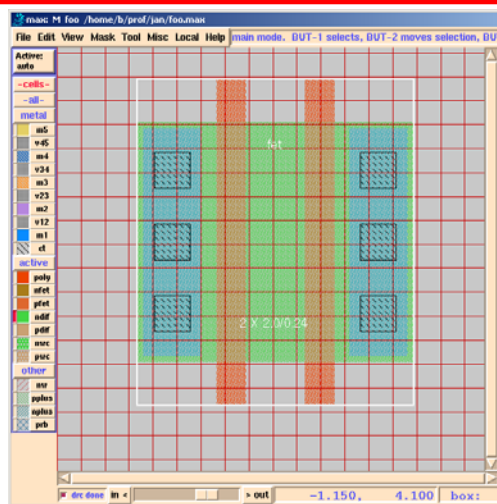 max: M foo /home/b/prof/jan/foo.max
File Edit View Mask Tool Misc Local Help main mode. BUT-1 selects, BUT-2 moves selection, BU
Active:
auto
-cells-
-all-
metal
m5
v45
m4
v34
m3
v23
m2
v12
m1
ct
active
poly
nfet
pfet
ndif
pdif
nwc
pwc
other
nw
pplus
nplus
prb
fet
2 X 2.0/0.24
drc done in < > out -1.150, 4.100 box: